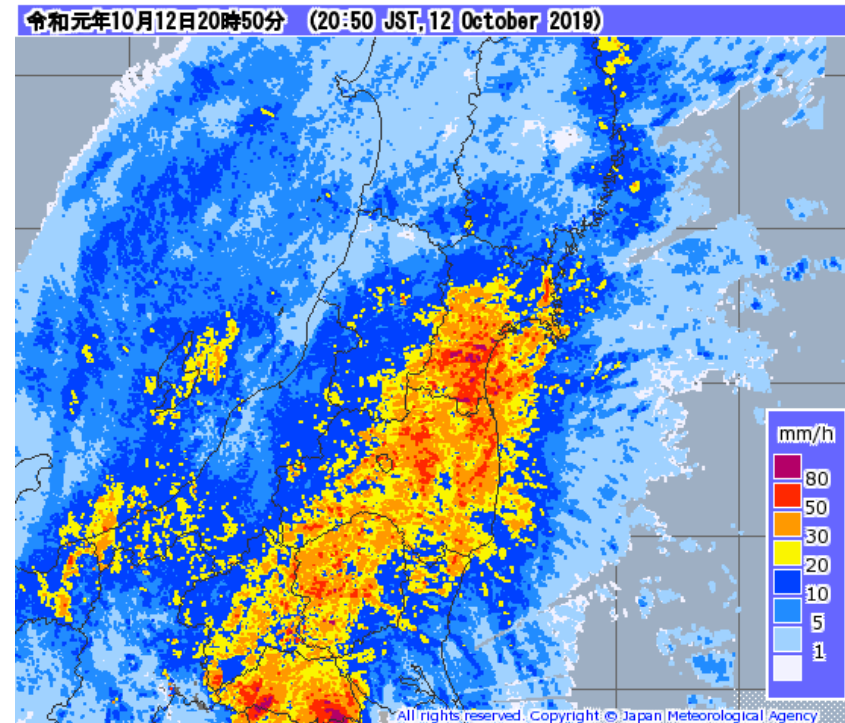 令和元年10月12日20時50分 (20:50 JST, 12 October 2019)
mm/h
80
50
30
20
10
5
1
All rights reserved. Copyright © Japan Meteorological Agency